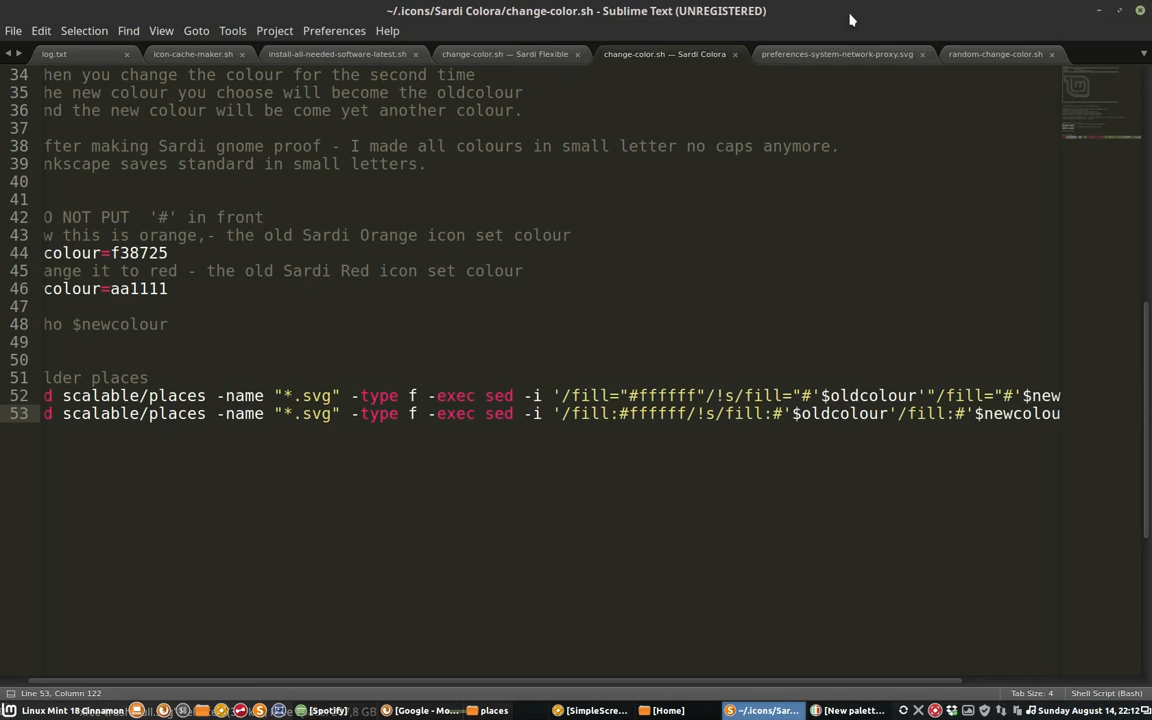 ~/.icons/Sardi Colora/change-color.sh - Sublime Text (UNREGISTERED)
File Edit Selection Find View Goto Tools Project Preferences Help
log.txt × icon-cache-maker.sh × install-all-needed-software-latest.sh × change-color.sh — Sardi Flexible × change-color.sh — Sardi Colora × preferences-system-network-proxy.svg × random-change-color.sh ×
34 hen you change the colour for the second time
35 he new colour you choose will become the oldcolour
36 nd the new colour will be come yet another colour.
37
38 fter making Sardi gnome proof - I made all colours in small letter no caps anymore.
39 nkscape saves standard in small letters.
40
41
42 O NOT PUT  '#' in front
43 w this is orange,- the old Sardi Orange icon set colour
44 colour=f38725
45 ange it to red - the old Sardi Red icon set colour
46 colour=aa1111
47
48 ho $newcolour
49
50
51 lder places
52 d scalable/places -name "*.svg" -type f -exec sed -i '/fill="#ffffff"/!s/fill="#'$oldcolour'"/fill="#'$new
53 d scalable/places -name "*.svg" -type f -exec sed -i '/fill:#ffffff/!s/fill:#'$oldcolour'/fill:#'$newcolou
Line 53, Column 122 Tab Size: 4 Shell Script (Bash)
Linux Mint 18 Cinnamon [Spotify] [Google - Mo... places [SimpleScre... [Home] ~/.icons/Sar... [New palett... Sunday August 14, 22:12